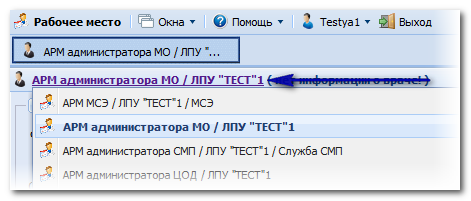 Рабочее место Окна Помощь Testya1 Выход
АРМ администратора МО / ЛПУ "...
АРМ администратора МО / ЛПУ "ТЕСТ"1 информации о враче! )
АРМ МСЭ / ЛПУ "ТЕСТ"1 / МСЭ
АРМ администратора МО / ЛПУ "ТЕСТ"1
АРМ администратора СМП / ЛПУ "ТЕСТ"1 / Служба СМП
АРМ администратора ЦОД / ЛПУ "ТЕСТ"1